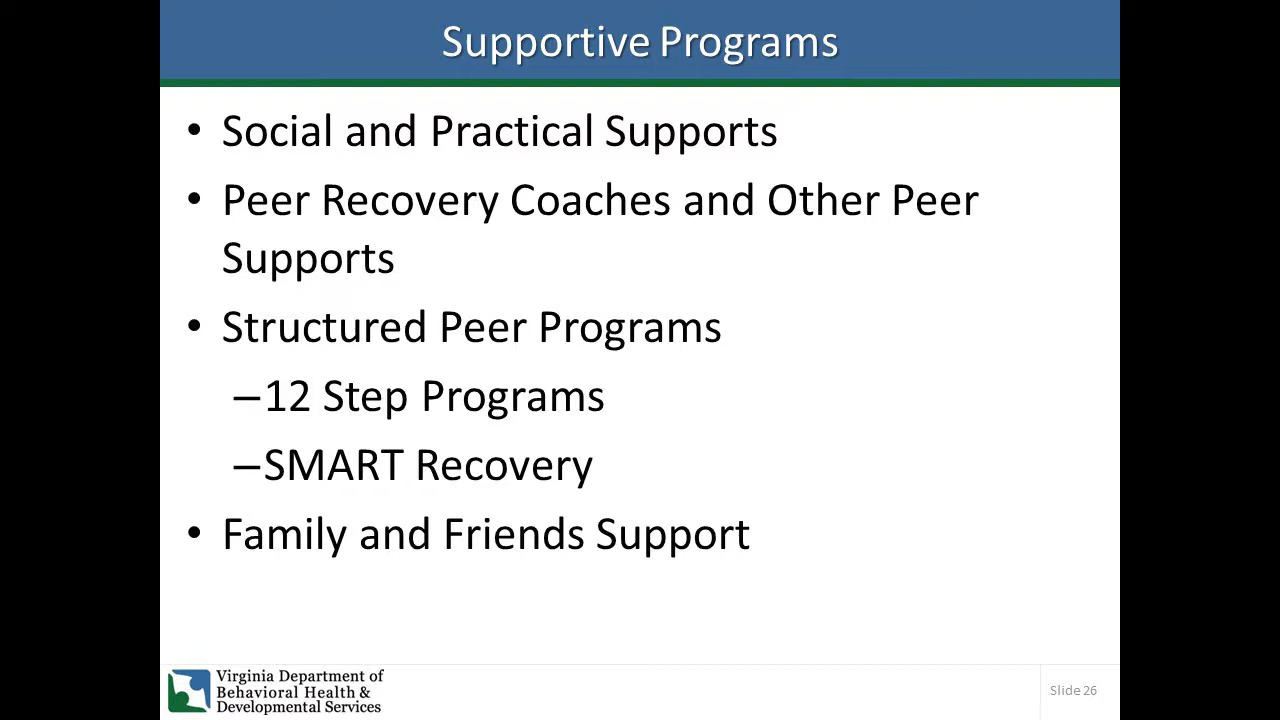 Supportive Programs
• Social and Practical Supports
• Peer Recovery Coaches and Other Peer
Supports
• Structured Peer Programs
–12 Step Programs
–SMART Recovery
• Family and Friends Support
Virginia Department of
Behavioral Health &
Developmental Services
Slide 26